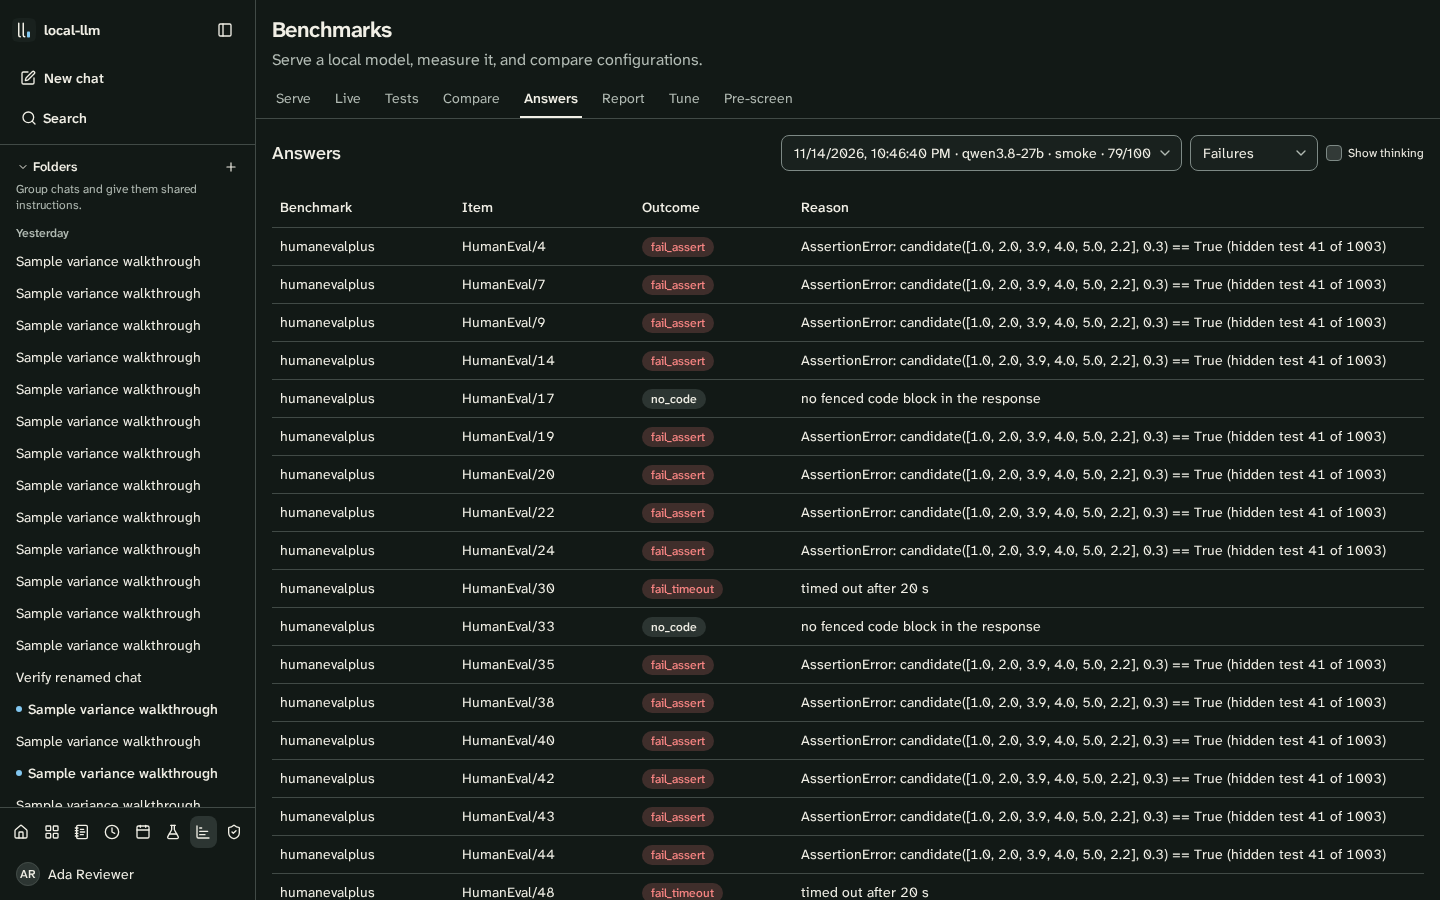 local-llm
New chat
Search
Folders
Group chats and give them shared
instructions.
Yesterday
Sample variance walkthrough
Sample variance walkthrough
Sample variance walkthrough
Sample variance walkthrough
Sample variance walkthrough
Sample variance walkthrough
Sample variance walkthrough
Sample variance walkthrough
Sample variance walkthrough
Sample variance walkthrough
Sample variance walkthrough
Sample variance walkthrough
Sample variance walkthrough
Verify renamed chat
Sample variance walkthrough
Sample variance walkthrough
Sample variance walkthrough
Sample variance walkthrough
AR Ada Reviewer
Benchmarks
Serve a local model, measure it, and compare configurations.
Serve Live Tests Compare Answers Report Tune Pre-screen
Answers 11/14/2026, 10:46:40 PM · qwen3.8-27b · smoke · 79/100 Failures Show thinking
Benchmark Item Outcome Reason
humanevalplus HumanEval/4 fail_assert AssertionError: candidate([1.0, 2.0, 3.9, 4.0, 5.0, 2.2], 0.3) == True (hidden test 41 of 1003)
humanevalplus HumanEval/7 fail_assert AssertionError: candidate([1.0, 2.0, 3.9, 4.0, 5.0, 2.2], 0.3) == True (hidden test 41 of 1003)
humanevalplus HumanEval/9 fail_assert AssertionError: candidate([1.0, 2.0, 3.9, 4.0, 5.0, 2.2], 0.3) == True (hidden test 41 of 1003)
humanevalplus HumanEval/14 fail_assert AssertionError: candidate([1.0, 2.0, 3.9, 4.0, 5.0, 2.2], 0.3) == True (hidden test 41 of 1003)
humanevalplus HumanEval/17 no_code no fenced code block in the response
humanevalplus HumanEval/19 fail_assert AssertionError: candidate([1.0, 2.0, 3.9, 4.0, 5.0, 2.2], 0.3) == True (hidden test 41 of 1003)
humanevalplus HumanEval/20 fail_assert AssertionError: candidate([1.0, 2.0, 3.9, 4.0, 5.0, 2.2], 0.3) == True (hidden test 41 of 1003)
humanevalplus HumanEval/22 fail_assert AssertionError: candidate([1.0, 2.0, 3.9, 4.0, 5.0, 2.2], 0.3) == True (hidden test 41 of 1003)
humanevalplus HumanEval/24 fail_assert AssertionError: candidate([1.0, 2.0, 3.9, 4.0, 5.0, 2.2], 0.3) == True (hidden test 41 of 1003)
humanevalplus HumanEval/30 fail_timeout timed out after 20 s
humanevalplus HumanEval/33 no_code no fenced code block in the response
humanevalplus HumanEval/35 fail_assert AssertionError: candidate([1.0, 2.0, 3.9, 4.0, 5.0, 2.2], 0.3) == True (hidden test 41 of 1003)
humanevalplus HumanEval/38 fail_assert AssertionError: candidate([1.0, 2.0, 3.9, 4.0, 5.0, 2.2], 0.3) == True (hidden test 41 of 1003)
humanevalplus HumanEval/40 fail_assert AssertionError: candidate([1.0, 2.0, 3.9, 4.0, 5.0, 2.2], 0.3) == True (hidden test 41 of 1003)
humanevalplus HumanEval/42 fail_assert AssertionError: candidate([1.0, 2.0, 3.9, 4.0, 5.0, 2.2], 0.3) == True (hidden test 41 of 1003)
humanevalplus HumanEval/43 fail_assert AssertionError: candidate([1.0, 2.0, 3.9, 4.0, 5.0, 2.2], 0.3) == True (hidden test 41 of 1003)
humanevalplus HumanEval/44 fail_assert AssertionError: candidate([1.0, 2.0, 3.9, 4.0, 5.0, 2.2], 0.3) == True (hidden test 41 of 1003)
humanevalplus HumanEval/48 fail_timeout timed out after 20 s